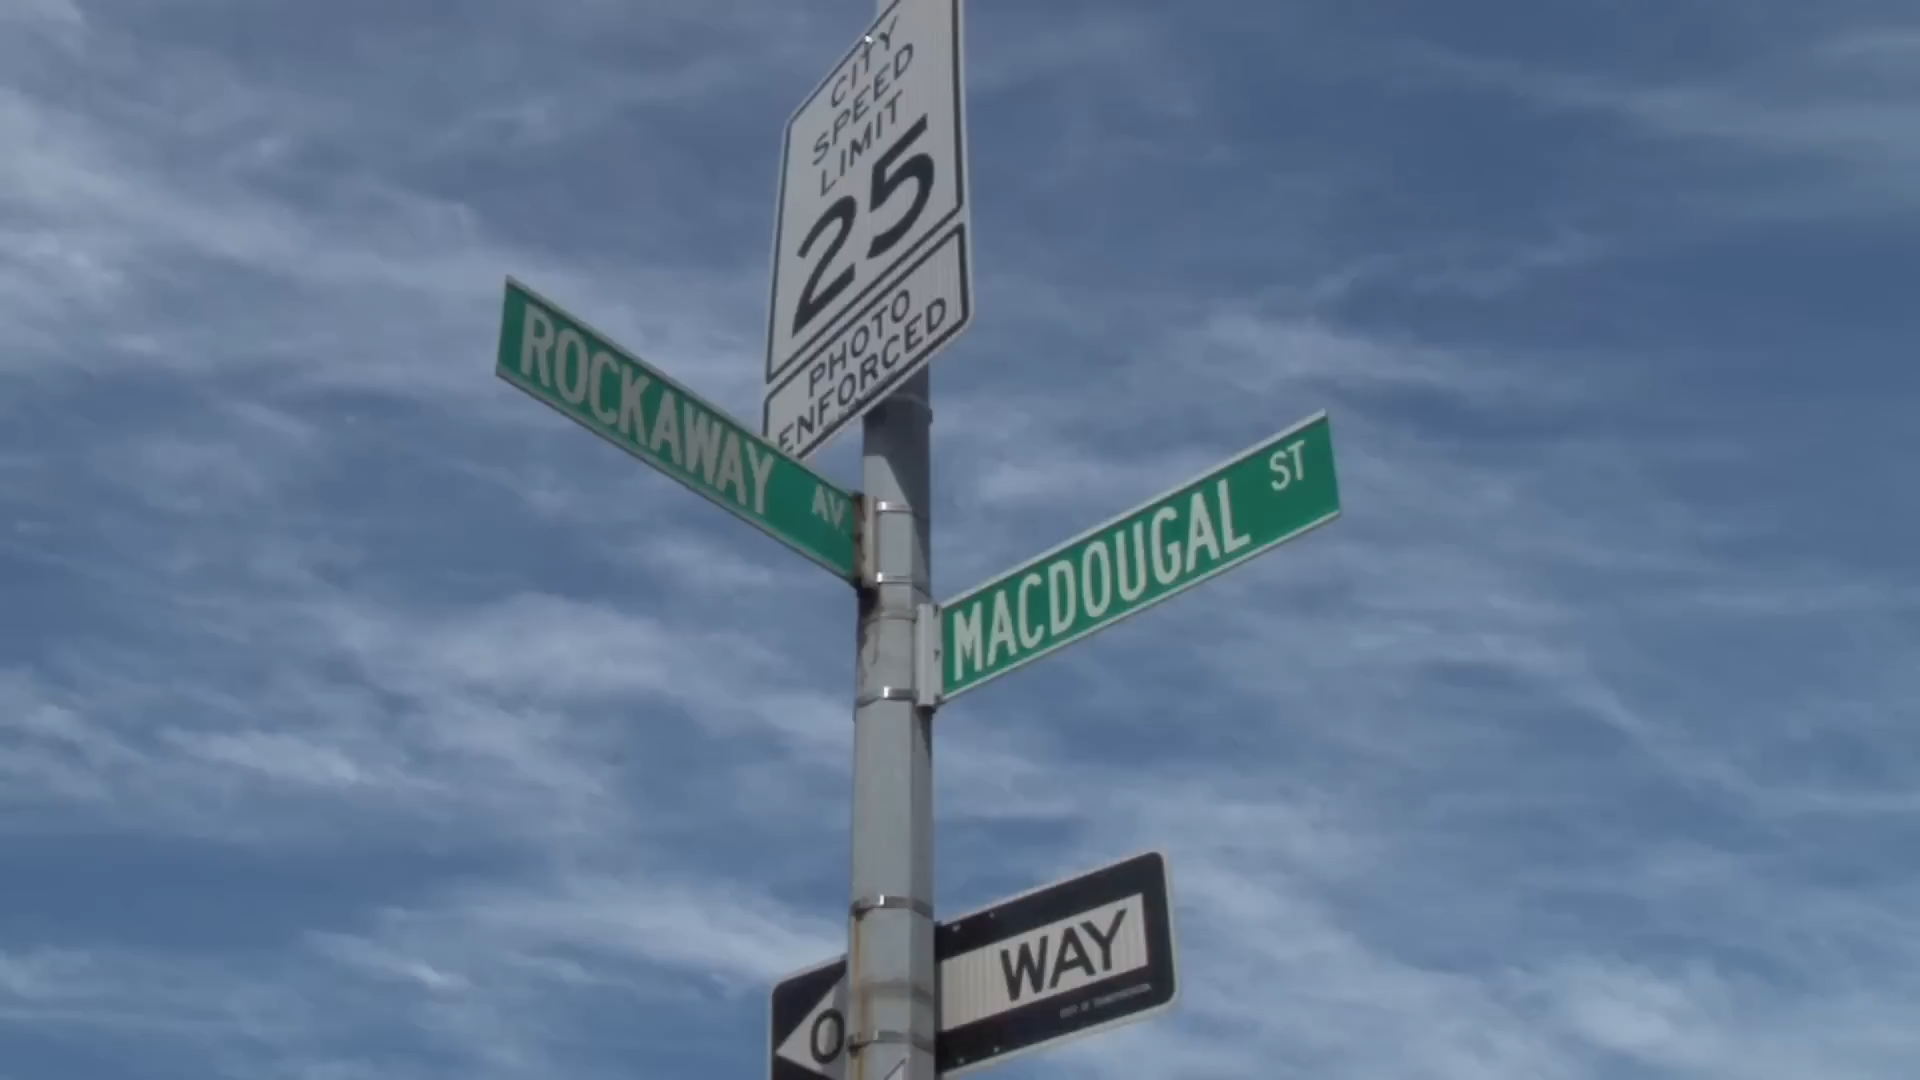 CITY
SPEED
LIMIT
25
PHOTO
ENFORCED
ROCKAWAY AV
MACDOUGAL ST
O WAY